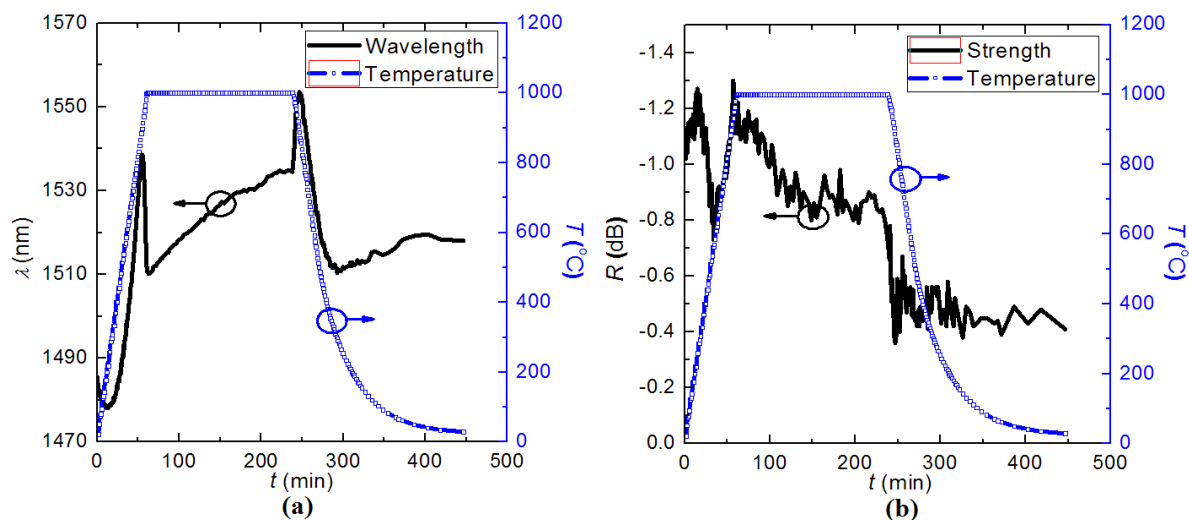 1570
1550
1530
1510
1490
1470
λ (nm)
Wavelength
Temperature
1200
1000
800
600
400
200
0
T (°C)
0 100 200 300 400 500
t (min)
(a)
-1.4
-1.2
-1.0
-0.8
-0.6
-0.4
-0.2
0.0
R (dB)
Strength
Temperature
1200
1000
800
600
400
200
0
T (°C)
0 100 200 300 400 500
t (min)
(b)